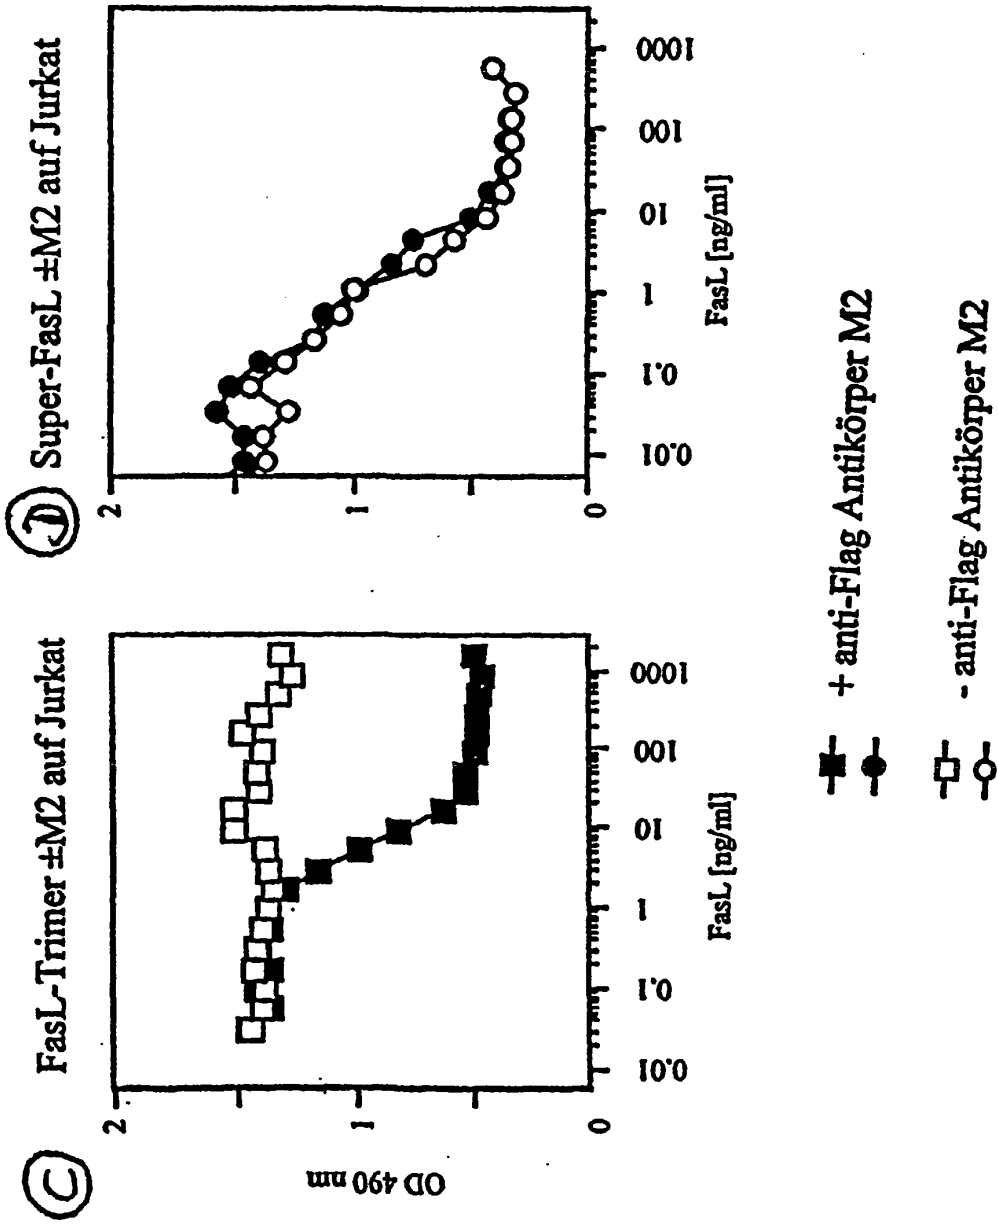 C
FasL-Trimer ±M2 auf Jurkat
OD 490 nm
2
1
0
0.01
0.1
1
10
100
1000
FasL [ng/ml]
D
Super-FasL ±M2 auf Jurkat
2
1
0
0.01
0.1
1
10
100
1000
FasL [ng/ml]
+ anti-Flag Antikörper M2
- anti-Flag Antikörper M2